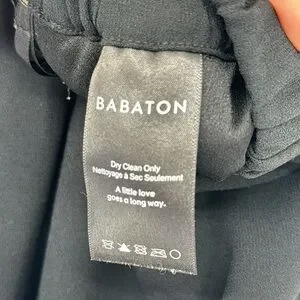 BABATON
Dry Clean Only
Nettoyage à Sec Seulement
A little love
goes a long way.